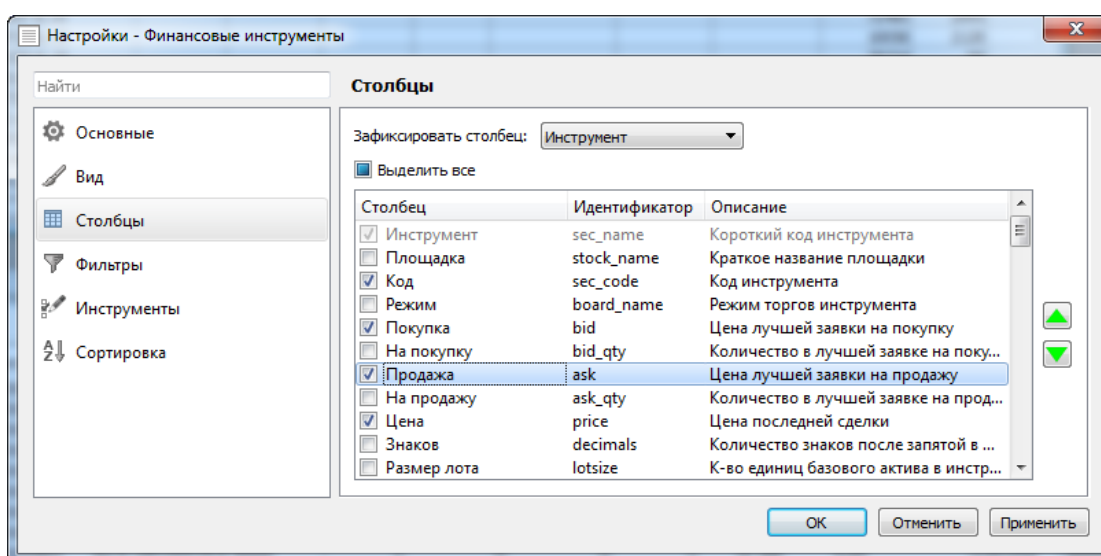 Настройки - Финансовые инструменты
Найти
Основные
Вид
Столбцы
Фильтры
Инструменты
Сортировка
Столбцы
Зафиксировать столбец: Инструмент
Выделить все
Столбец Идентификатор Описание
Инструмент sec_name Короткий код инструмента
Площадка stock_name Краткое название площадки
Код sec_code Код инструмента
Режим board_name Режим торгов инструмента
Покупка bid Цена лучшей заявки на покупку
На покупку bid_qty Количество в лучшей заявке на поку...
Продажа ask Цена лучшей заявки на продажу
На продажу ask_qty Количество в лучшей заявке на прод...
Цена price Цена последней сделки
Знаков decimals Количество знаков после запятой в ...
Размер лота lotsize К-во единиц базового актива в инстр...
OK Отменить Применить